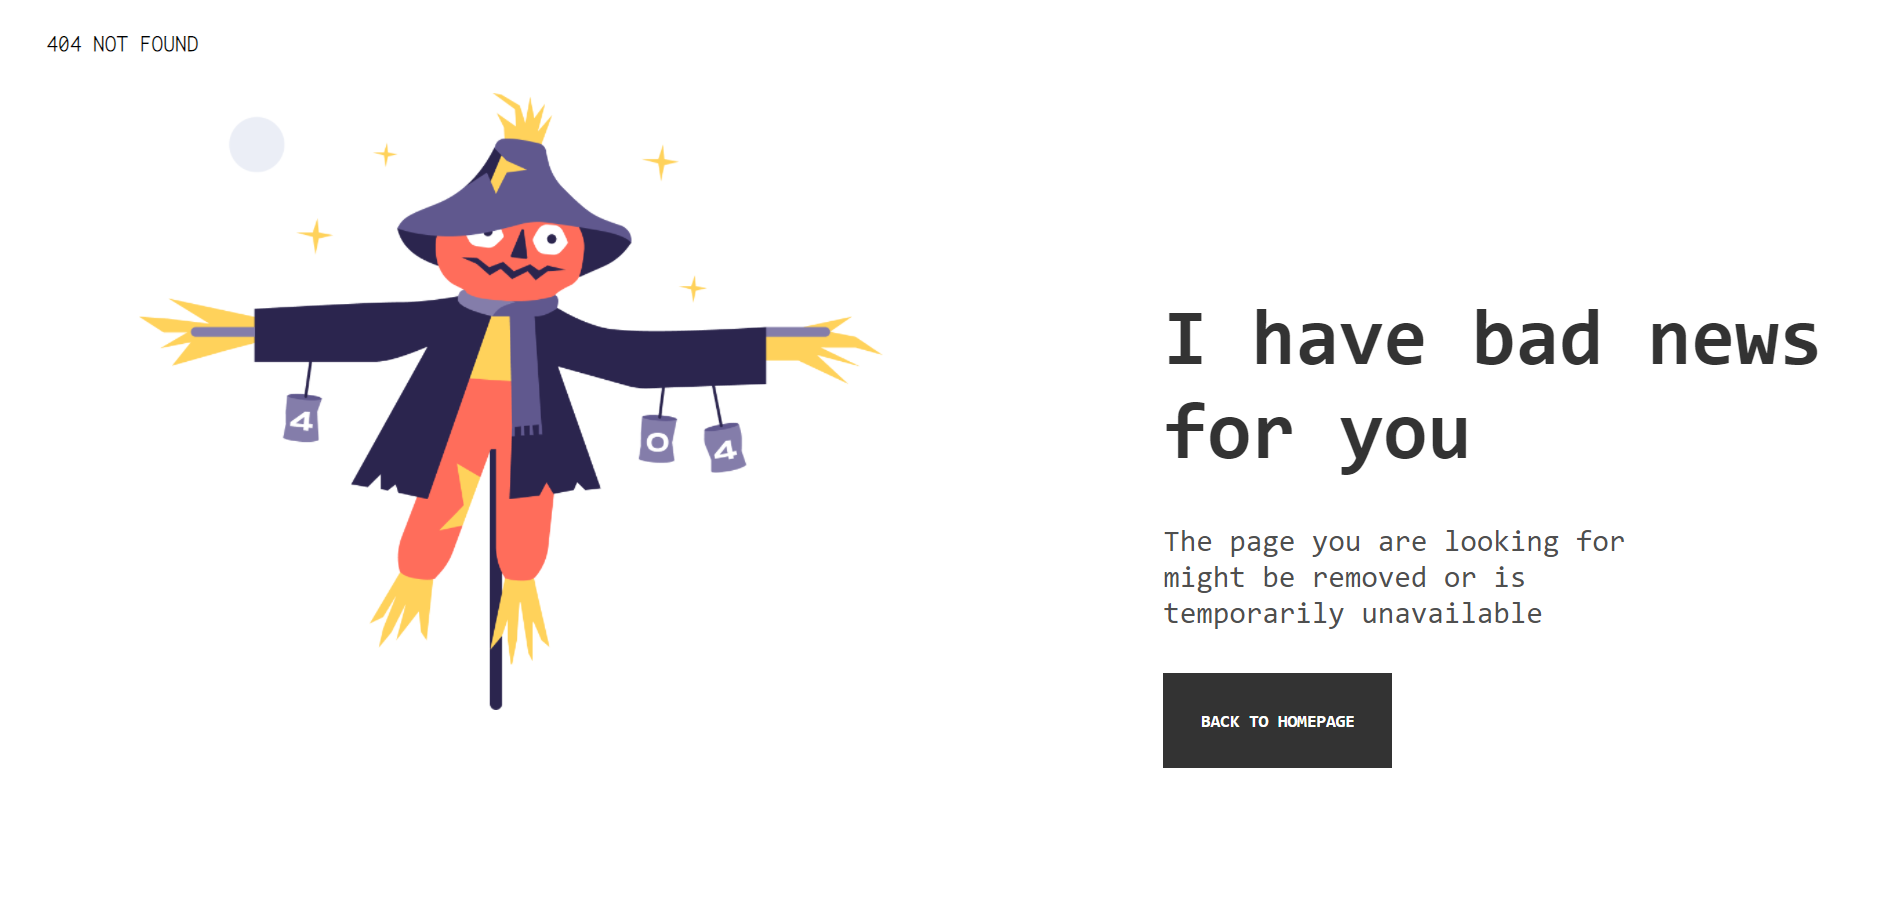 404 NOT FOUND
4
0
4
I have bad news
for you
The page you are looking for
might be removed or is
temporarily unavailable
BACK TO HOMEPAGE